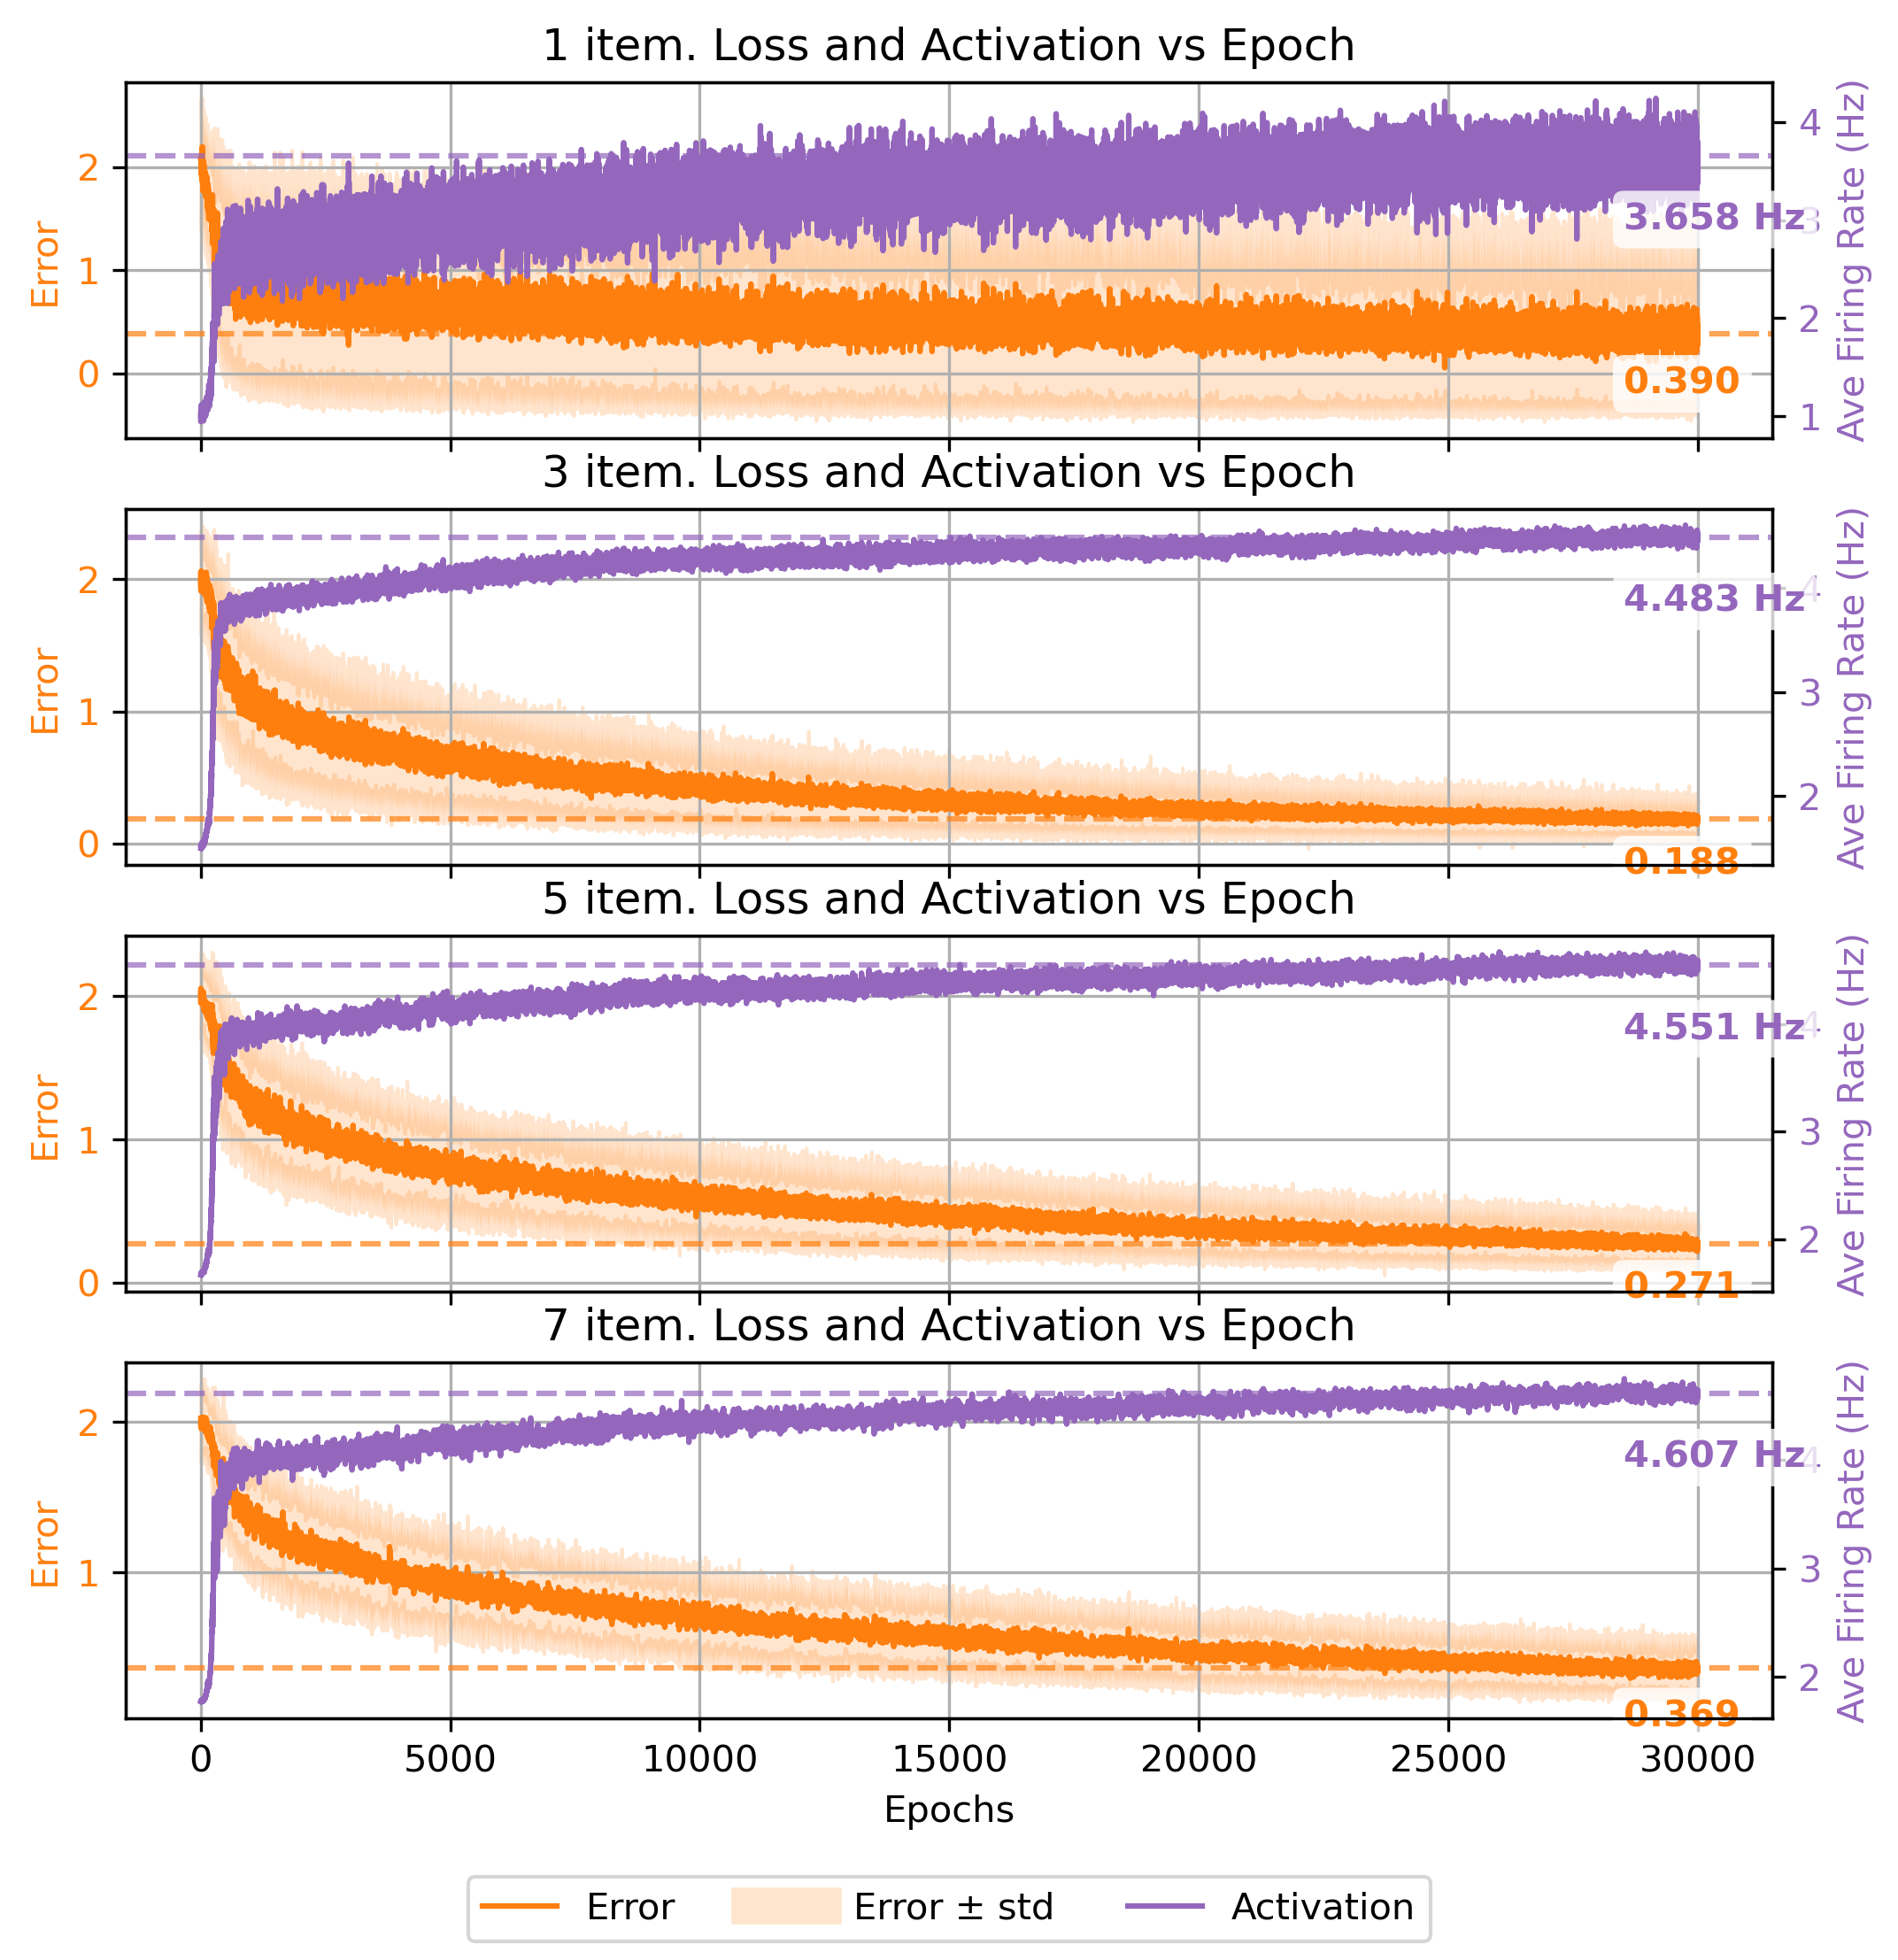 1 item. Loss and Activation vs Epoch
2
1
0
Error
4
3
2
1
Ave Firing Rate (Hz)
3.658 Hz
0.390
3 item. Loss and Activation vs Epoch
2
1
0
Error
4
3
2
Ave Firing Rate (Hz)
4.483 Hz
0.188
5 item. Loss and Activation vs Epoch
2
1
0
Error
4
3
2
Ave Firing Rate (Hz)
4.551 Hz
0.271
7 item. Loss and Activation vs Epoch
2
1
Error
4
3
2
Ave Firing Rate (Hz)
4.607 Hz
0.369
0 5000 10000 15000 20000 25000 30000
Epochs
Error Error ± std Activation